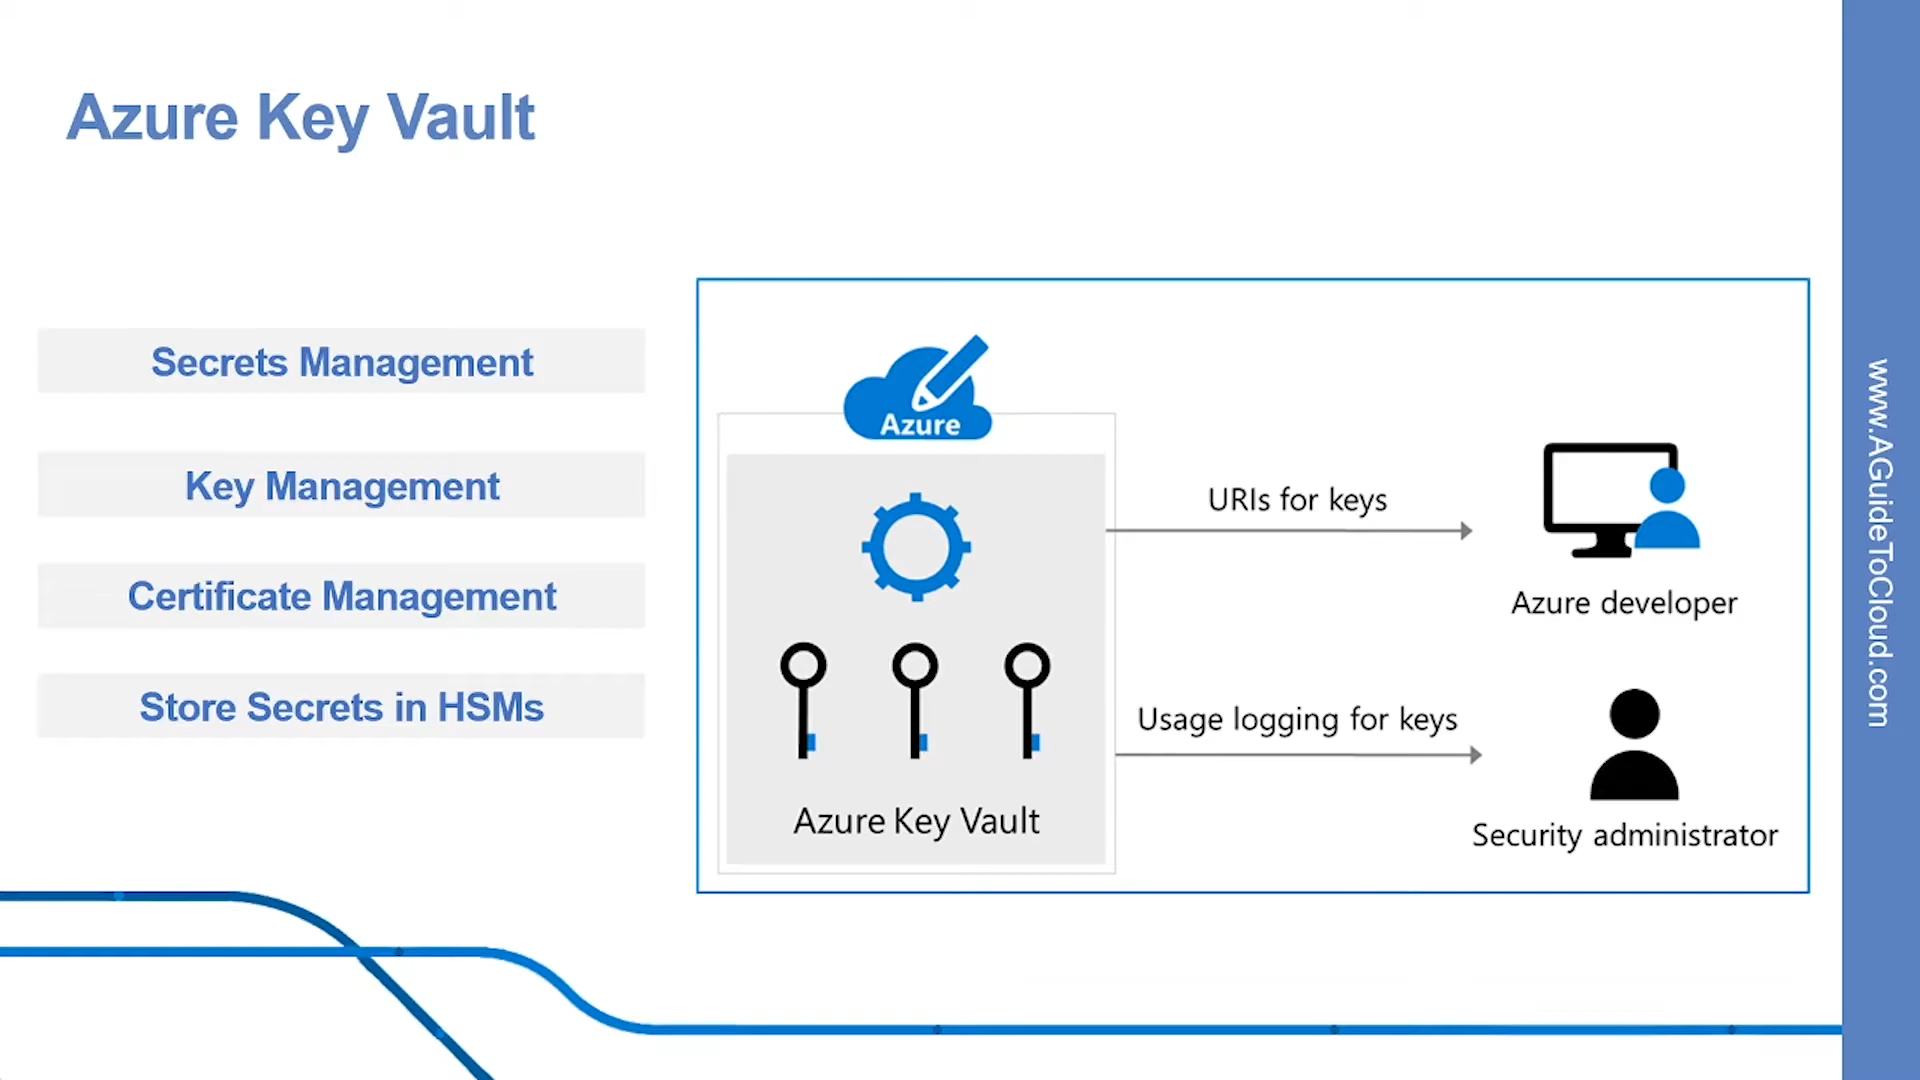 Azure Key Vault
Secrets Management
Key Management
Certificate Management
Store Secrets in HSMs
Azure
Azure Key Vault
URIs for keys
Azure developer
Usage logging for keys
Security administrator
www.AGuideToCloud.com